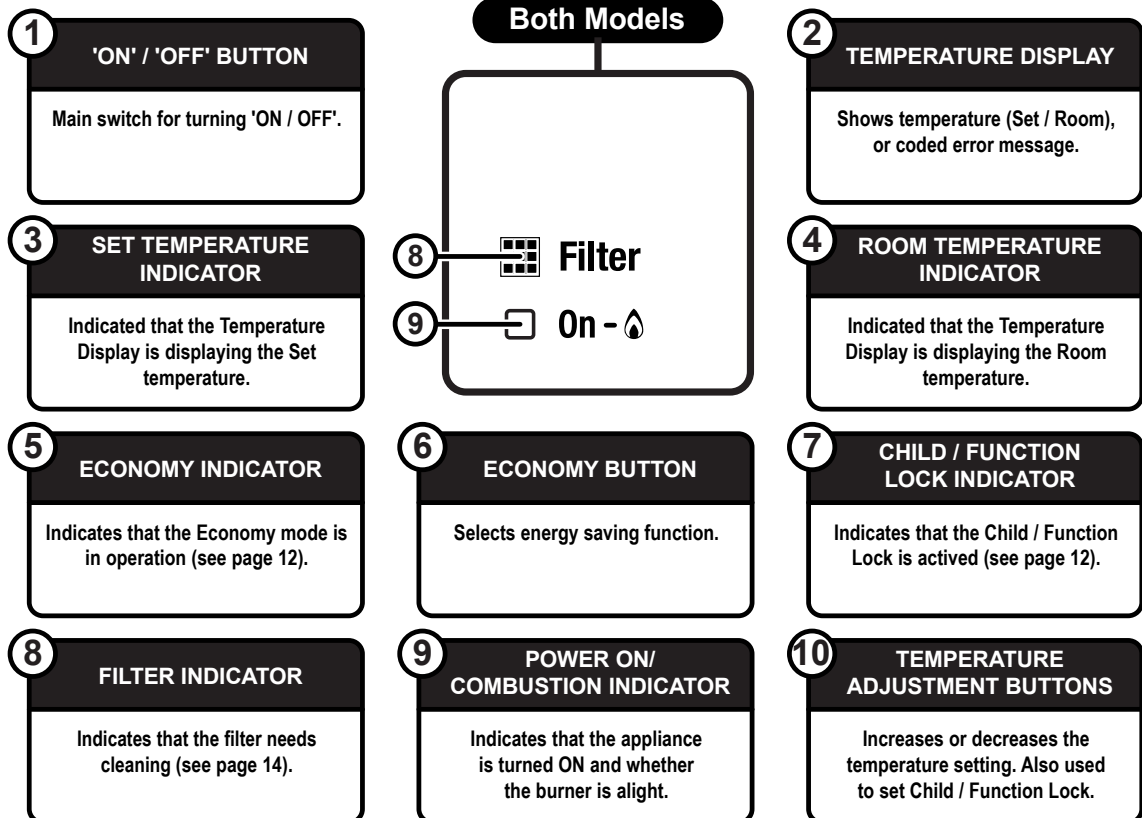 Both Models
1
'ON' / 'OFF' BUTTON
Main switch for turning 'ON / OFF'.
2
TEMPERATURE DISPLAY
Shows temperature (Set / Room),
or coded error message.
8
Filter
9
On -
3
SET TEMPERATURE
INDICATOR
Indicated that the Temperature
Display is displaying the Set
temperature.
4
ROOM TEMPERATURE
INDICATOR
Indicated that the Temperature
Display is displaying the Room
temperature.
5
ECONOMY INDICATOR
Indicates that the Economy mode is
in operation (see page 12).
6
ECONOMY BUTTON
Selects energy saving function.
7
CHILD / FUNCTION
LOCK INDICATOR
Indicates that the Child / Function
Lock is actived (see page 12).
8
FILTER INDICATOR
Indicates that the filter needs
cleaning (see page 14).
9
POWER ON/
COMBUSTION INDICATOR
Indicates that the appliance
is turned ON and whether
the burner is alight.
10
TEMPERATURE
ADJUSTMENT BUTTONS
Increases or decreases the
temperature setting. Also used
to set Child / Function Lock.